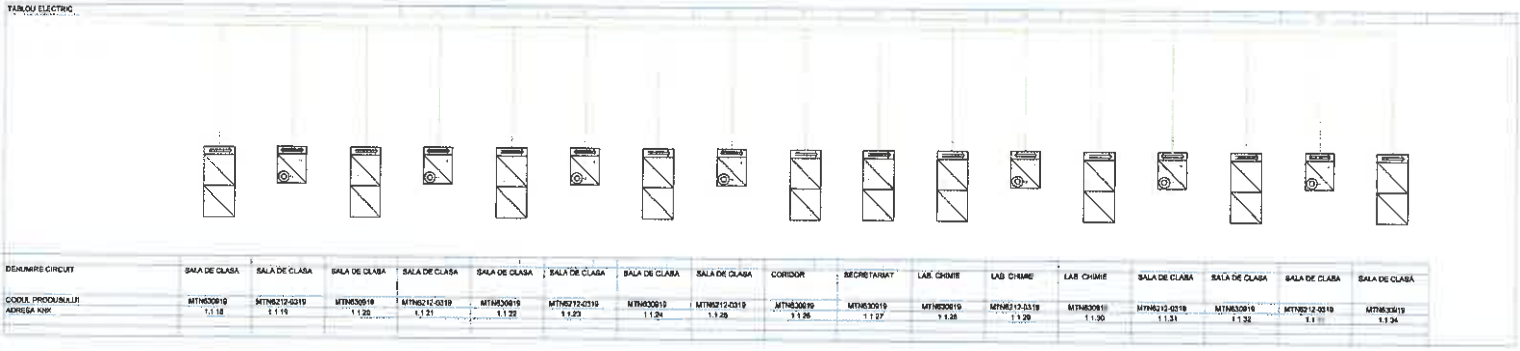 TABLOU ELECTRIC
DENUMIRE CIRCUIT SALA DE CLASA SALA DE CLASA SALA DE CLASA SALA DE CLASA SALA DE CLASA SALA DE CLASA SALA DE CLASA SALA DE CLASA CORIDOR SECRETARIAT LAB. CHIMIE LAB. CHIMIE LAB. CHIMIE SALA DE CLASA SALA DE CLASA SALA DE CLASA SALA DE CLASA
CODUL PRODUSULUI MTN630919 MTN6212-0319 MTN630919 MTN6212-0319 MTN630919 MTN6212-0319 MTN630919 MTN6212-0319 MTN630919 MTN630919 MTN630919 MTN6212-0319 MTN630919 MTN6212-0319 MTN630919 MTN6212-0319 MTN630919
ADRESA KNX 1.1.18 1.1.19 1.1.20 1.1.21 1.1.22 1.1.23 1.1.24 1.1.25 1.1.26 1.1.27 1.1.28 1.1.29 1.1.30 1.1.31 1.1.32 1.1.34